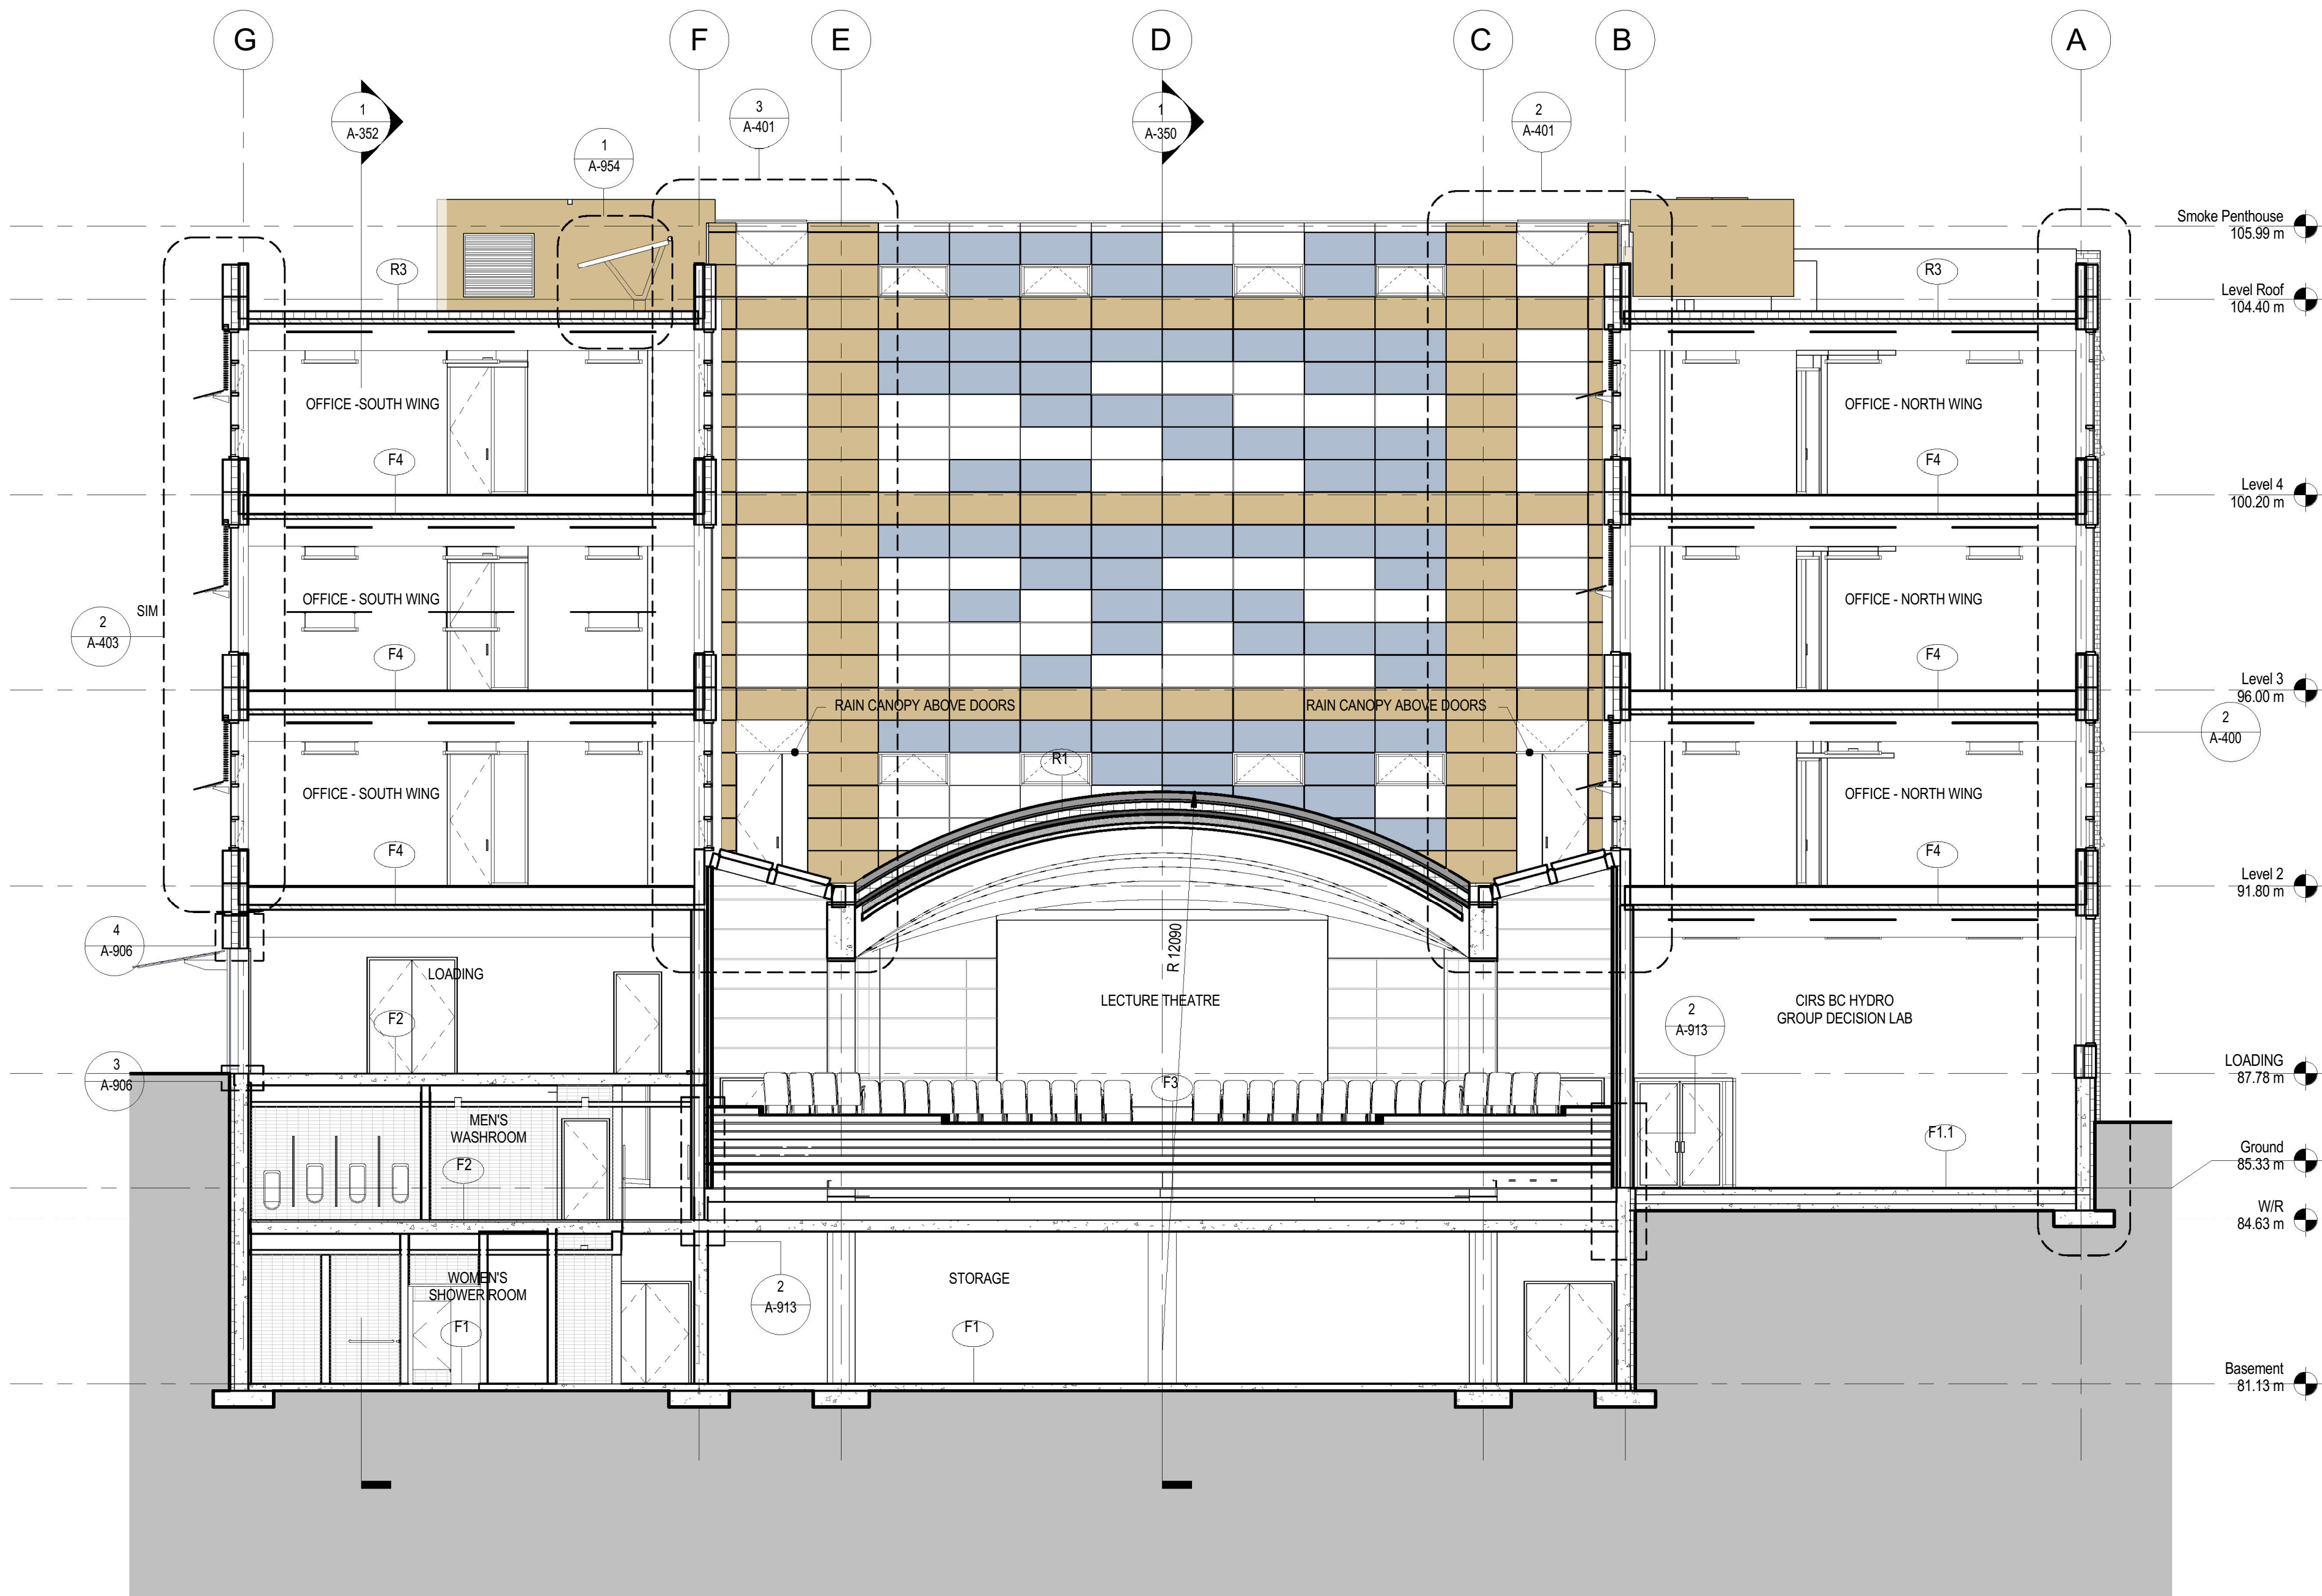 G
F
E
D
C
B
A
1
A-352
3
A-401
1
A-350
2
A-401
1
A-954
Smoke Penthouse
105.99 m
R3
R3
Level Roof
104.40 m
OFFICE -SOUTH WING
OFFICE - NORTH WING
F4
F4
Level 4
100.20 m
SIM
2
A-403
OFFICE - SOUTH WING
OFFICE - NORTH WING
F4
F4
Level 3
96.00 m
RAIN CANOPY ABOVE DOORS
RAIN CANOPY ABOVE DOORS
2
A-400
R1
OFFICE - SOUTH WING
OFFICE - NORTH WING
F4
F4
Level 2
91.80 m
4
A-906
R 12090
LOADING
LECTURE THEATRE
CIRS BC HYDRO
GROUP DECISION LAB
F2
2
A-913
3
A-906
F3
LOADING
87.78 m
MEN'S
WASHROOM
F1.1
F2
Ground
85.33 m
W/R
84.63 m
WOMEN'S
SHOWER ROOM
STORAGE
2
A-913
F1
F1
Basement
81.13 m